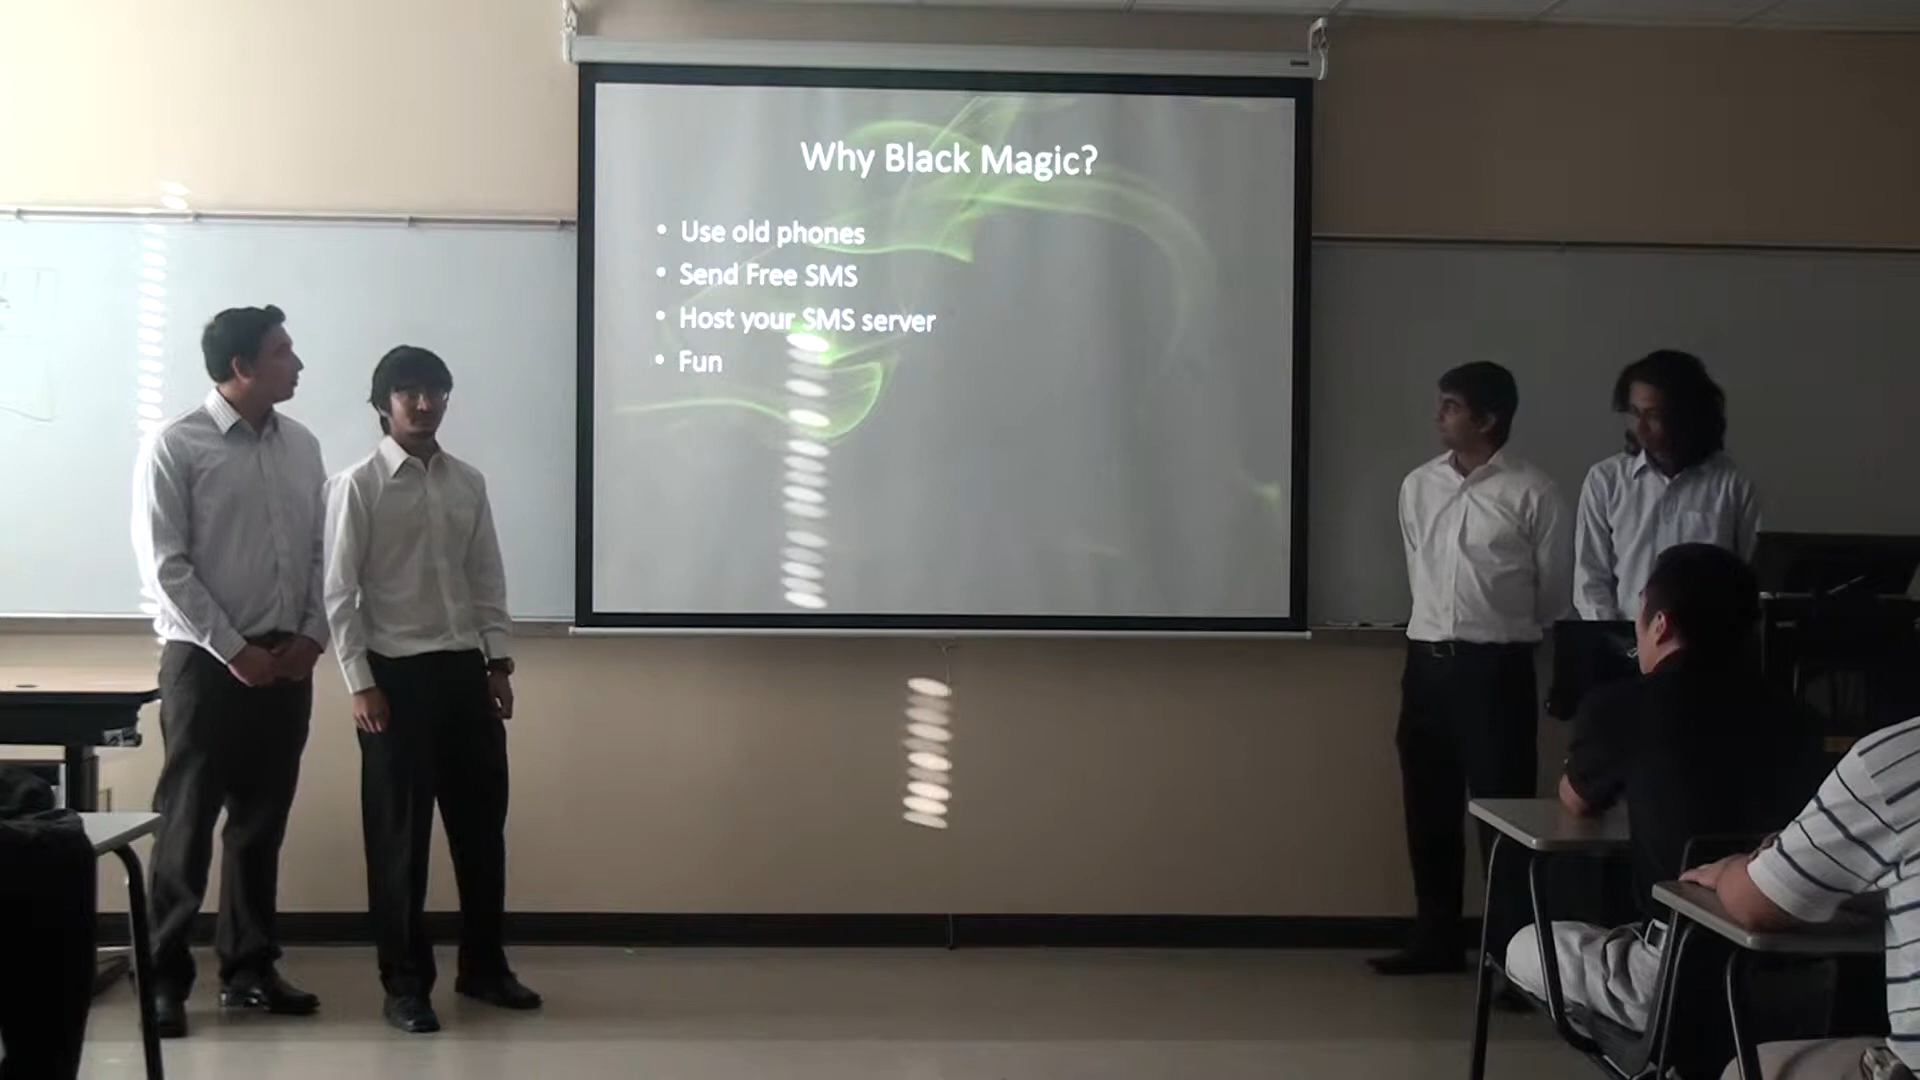 Why Black Magic?
• Use old phones
• Send Free SMS
• Host your SMS server
• Fun